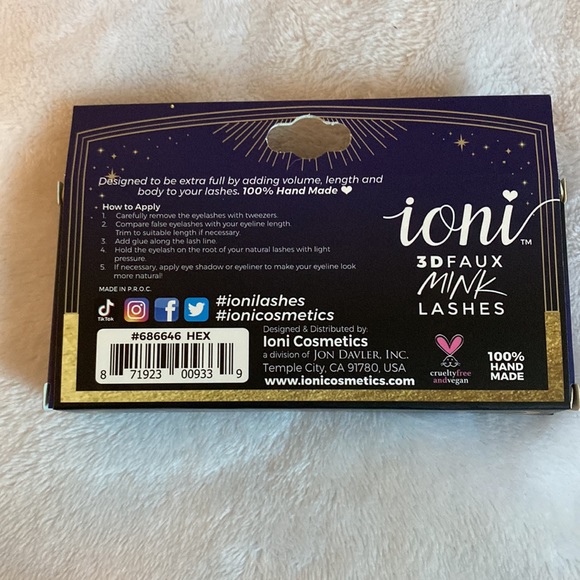 Designed to be extra full by adding volume, length and
body to your lashes. 100% Hand Made
How to Apply
1. Carefully remove the eyelashes with tweezers.
2. Compare false eyelashes with your eyeline length.
Trim to suitable length if necessary.
3. Add glue along the lash line.
4. Hold the eyelash on the root of your natural lashes with light
pressure.
5. If necessary, apply eye shadow or eyeliner to make your eyeline look
more natural!
MADE IN P.R.O.C.
TikTok
#ionilashes
#ionicosmetics
#686646 HEX
8 71923 00933 9
Designed & Distributed by:
Ioni Cosmetics
a division of JON DAVLER, INC.
Temple City, CA 91780, USA
www.ionicosmetics.com
ioni™
3D FAUX
MINK
LASHES
crueltyfree
andvegan
100%
HAND
MADE